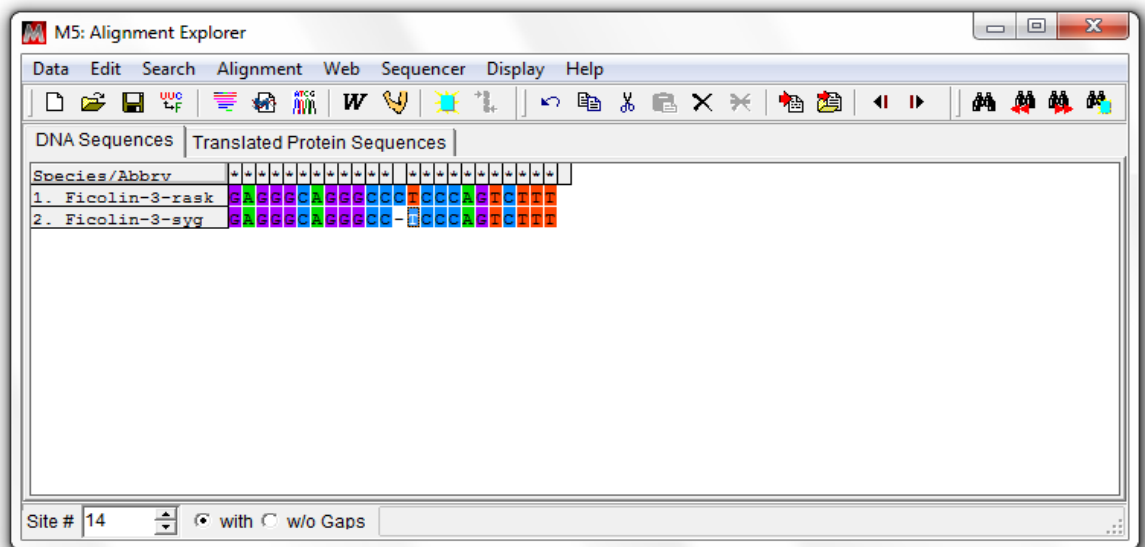 M5: Alignment Explorer
Data Edit Search Alignment Web Sequencer Display Help
W
DNA Sequences Translated Protein Sequences
Species/Abbrv ************ ***********
1. Ficolin-3-rask GAGGGCAGGGCCCTCCCAGTCTTT
2. Ficolin-3-syg GAGGGCAGGGCC-TCCCAGTCTTT
Site # 14 with w/o Gaps